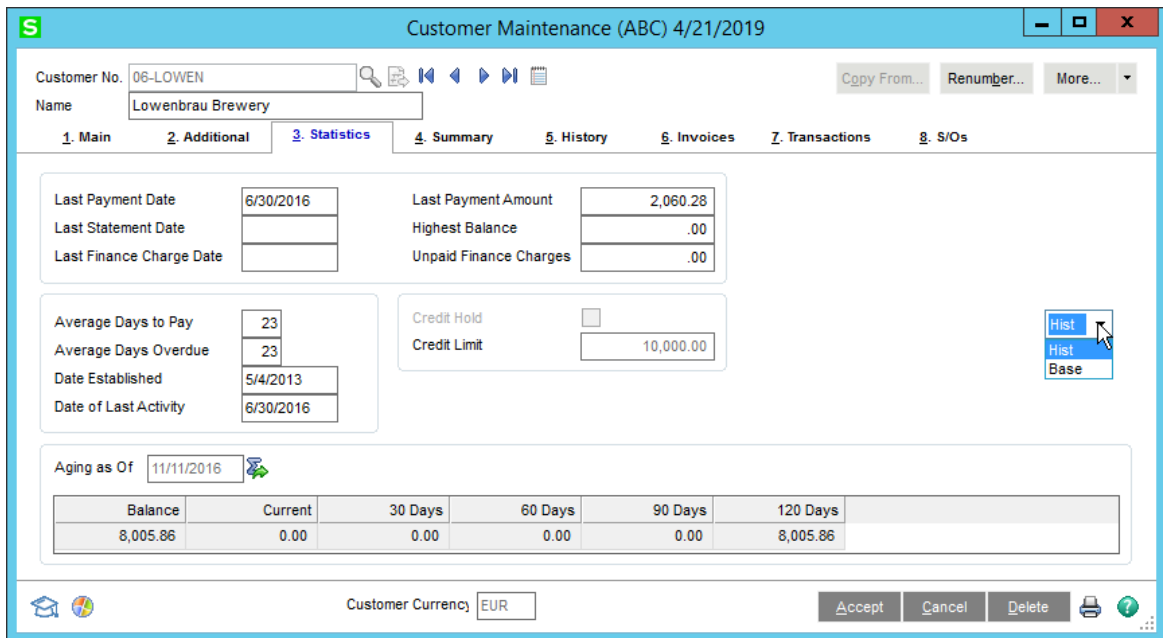 S
Customer Maintenance (ABC) 4/21/2019
Customer No. 06-LOWEN Copy From... Renumber... More...
Name Lowenbrau Brewery
1. Main 2. Additional 3. Statistics 4. Summary 5. History 6. Invoices 7. Transactions 8. S/Os
Last Payment Date 6/30/2016 Last Payment Amount 2,060.28
Last Statement Date Highest Balance .00
Last Finance Charge Date Unpaid Finance Charges .00
Average Days to Pay 23 Credit Hold Hist
Average Days Overdue 23 Credit Limit 10,000.00 Hist
Date Established 5/4/2013 Base
Date of Last Activity 6/30/2016
Aging as Of 11/11/2016
Balance Current 30 Days 60 Days 90 Days 120 Days
8,005.86 0.00 0.00 0.00 0.00 8,005.86
Customer Currency EUR Accept Cancel Delete